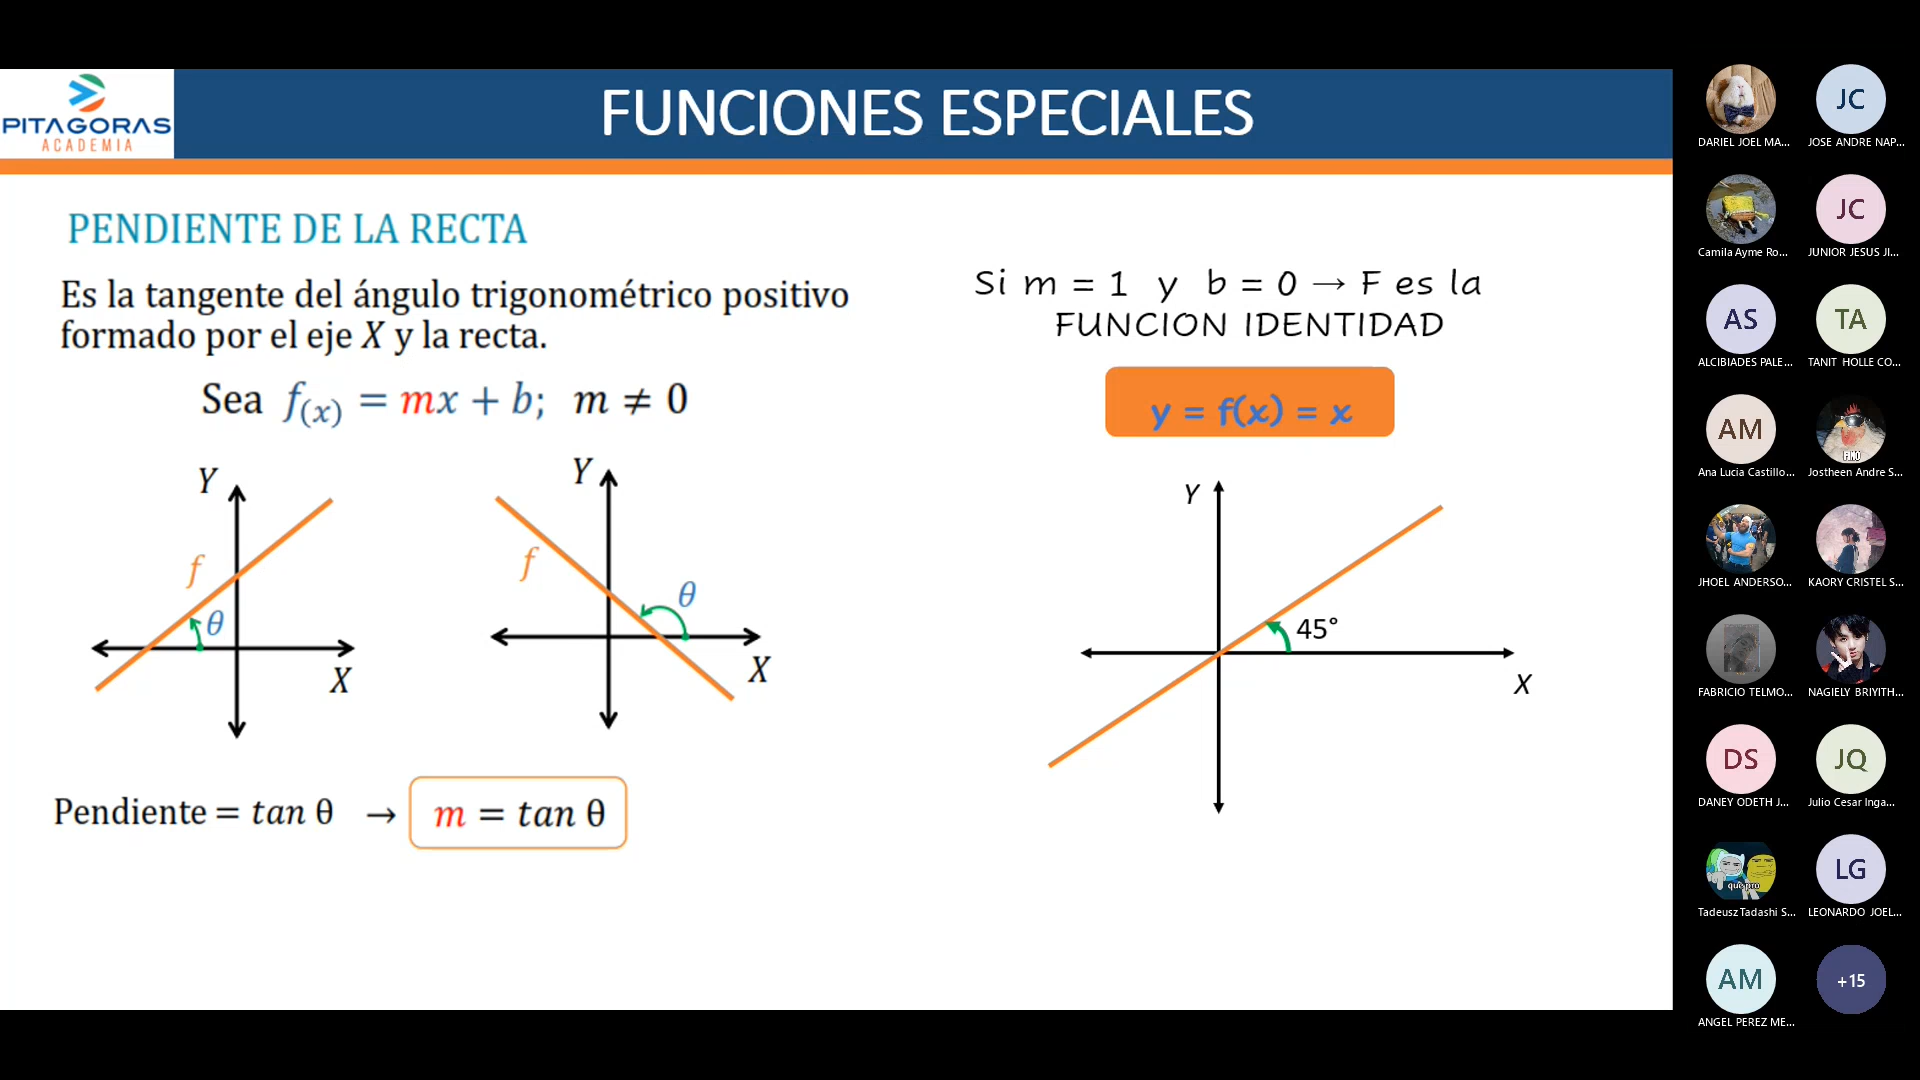 PITAGORAS
ACADEMIA
FUNCIONES ESPECIALES
PENDIENTE DE LA RECTA
Es la tangente del ángulo trigonométrico positivo
formado por el eje X y la recta.
Sea f(x) = mx + b; m ≠ 0
Y
f
θ
X
Y
f
θ
X
Pendiente = tan θ → m = tan θ
Si m = 1 y b = 0 → F es la
FUNCION IDENTIDAD
y = f(x) = x
Y
45°
X
DARIEL JOEL MA...
JC
JOSE ANDRE NAP...
Camila Ayme Ro...
JC
JUNIOR JESUS JI...
AS
ALCIBIADES PALE...
TA
TANIT HOLLE CO...
AM
Ana Lucia Castillo...
FINO
Jostheen Andre S...
JHOEL ANDERSO...
KAORY CRISTEL S...
FABRICIO TELMO...
NAGIELY BRIYITH...
DS
DANEY ODETH J...
JQ
Julio Cesar Inga...
que pro
Tadeusz Tadashi S...
LG
LEONARDO JOEL...
AM
ANGEL PEREZ ME...
+15